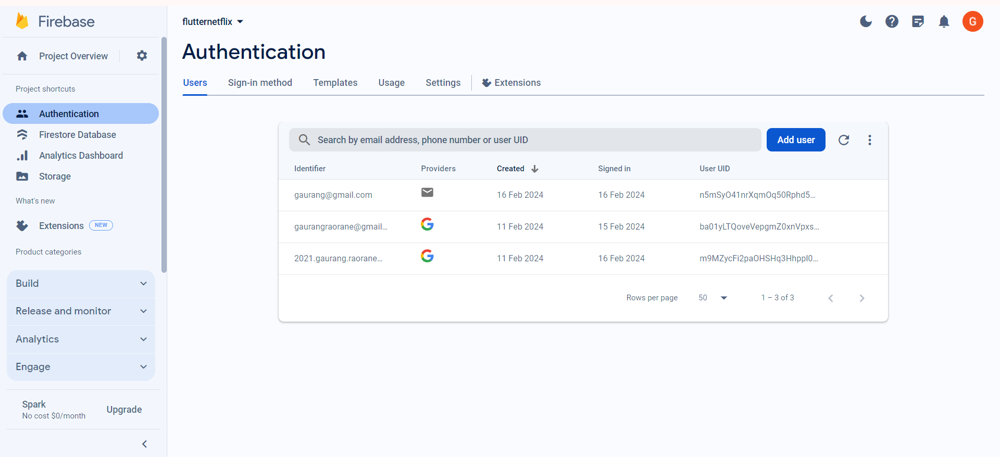 Firebase
Project Overview
Project shortcuts
Authentication
Firestore Database
Analytics Dashboard
Storage
What's new
Extensions NEW
Product categories
Build
Release and monitor
Analytics
Engage
Spark
No cost $0/month
Upgrade
flutternetflix
G
Authentication
Users Sign-in method Templates Usage Settings Extensions
Search by email address, phone number or user UID Add user
Identifier Providers Created Signed in User UID
gaurang@gmail.com 16 Feb 2024 16 Feb 2024 n5mSyO41nrXqmOq50Rphd5...
gaurangraorane@gmail... 11 Feb 2024 15 Feb 2024 ba01yLTQoveVepgmZ0xnVpxs...
2021.gaurang.raorane... 11 Feb 2024 16 Feb 2024 m9MZycFi2paOHSHq3Hhppl0...
Rows per page 50 1 – 3 of 3